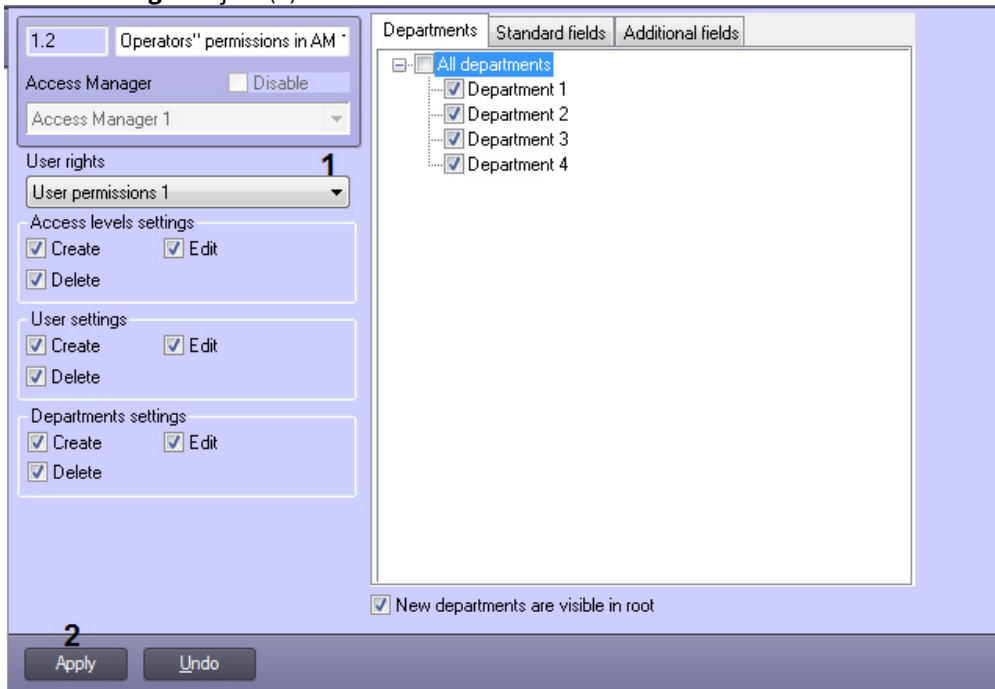 1.2
Operators'' permissions in AM
Access Manager
Disable
Access Manager 1
User rights
1
User permissions 1
Access levels settings
Create
Edit
Delete
User settings
Create
Edit
Delete
Departments settings
Create
Edit
Delete
Departments
Standard fields
Additional fields
All departments
Department 1
Department 2
Department 3
Department 4
New departments are visible in root
2
Apply
Undo